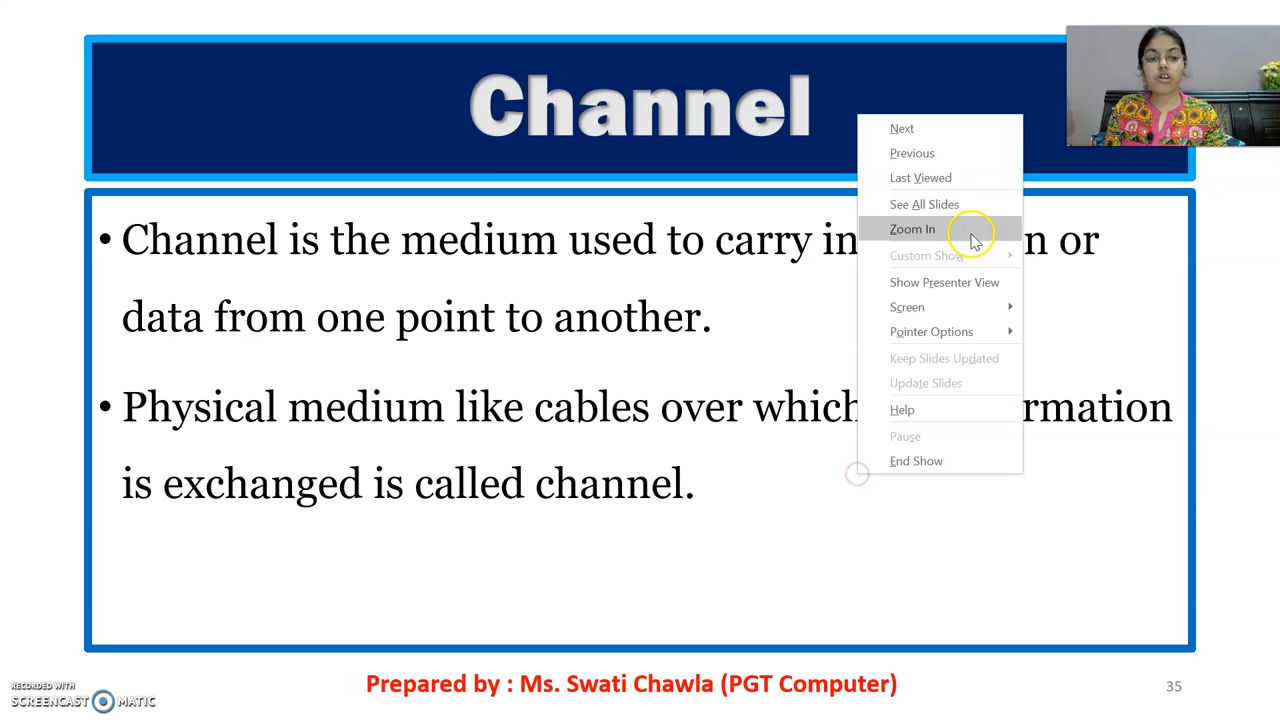 Channel
• Channel is the medium used to carry in n or
data from one point to another.
• Physical medium like cables over which rmation
is exchanged is called channel.
Next
Previous
Last Viewed
See All Slides
Zoom In
Custom Show
Show Presenter View
Screen
Pointer Options
Keep Slides Updated
Update Slides
Help
Pause
End Show
Prepared by : Ms. Swati Chawla (PGT Computer)
35
RECORDED WITH
SCREENCAST MATIC